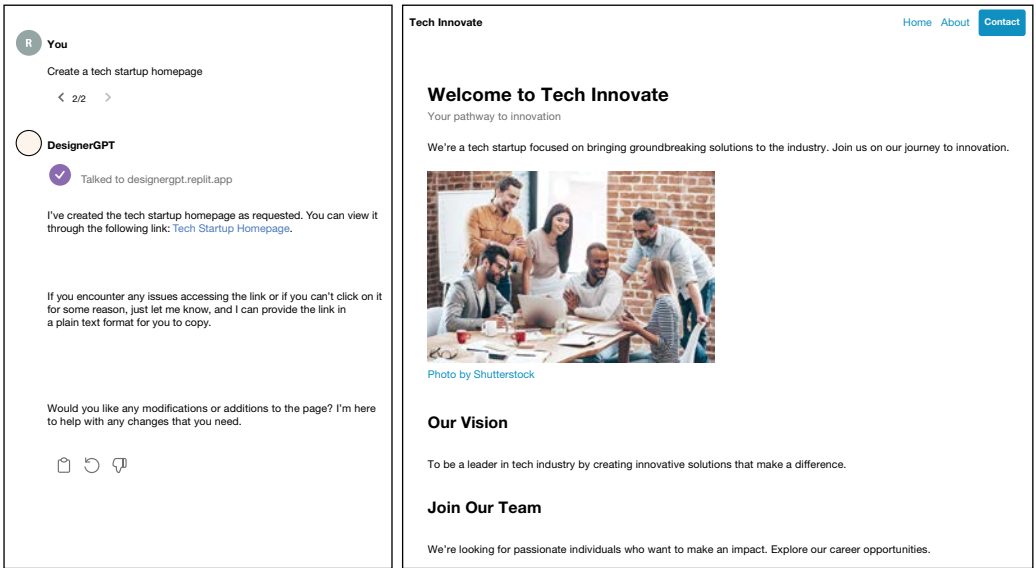 R
You
Create a tech startup homepage
2/2
DesignerGPT
Talked to designergpt.replit.app
I've created the tech startup homepage as requested. You can view it
through the following link: Tech Startup Homepage.
If you encounter any issues accessing the link or if you can't click on it
for some reason, just let me know, and I can provide the link in
a plain text format for you to copy.
Would you like any modifications or additions to the page? I'm here
to help with any changes that you need.
Tech Innovate
Home About Contact
Welcome to Tech Innovate
Your pathway to innovation
We're a tech startup focused on bringing groundbreaking solutions to the industry. Join us on our journey to innovation.
Photo by Shutterstock
Our Vision
To be a leader in tech industry by creating innovative solutions that make a difference.
Join Our Team
We're looking for passionate individuals who want to make an impact. Explore our career opportunities.